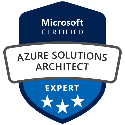 Microsoft
CERTIFIED
AZURE SOLUTIONS
ARCHITECT
EXPERT